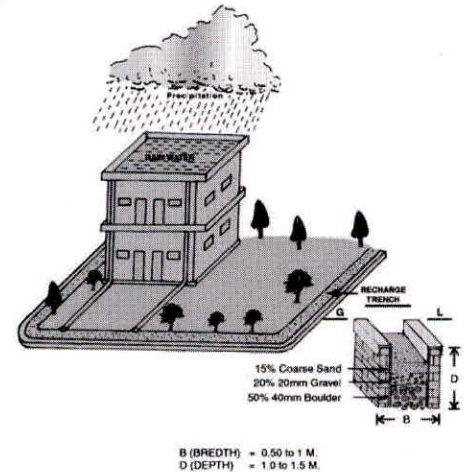 Precipitation
RAIN WATER
RECHARGE
TRENCH
G L
15% Coarse Sand
20% 20mm Gravel
50% 40mm Boulder
D
B
B (BREDTH) = 0.50 to 1 M.
D (DEPTH) = 1.0 to 1.5 M.